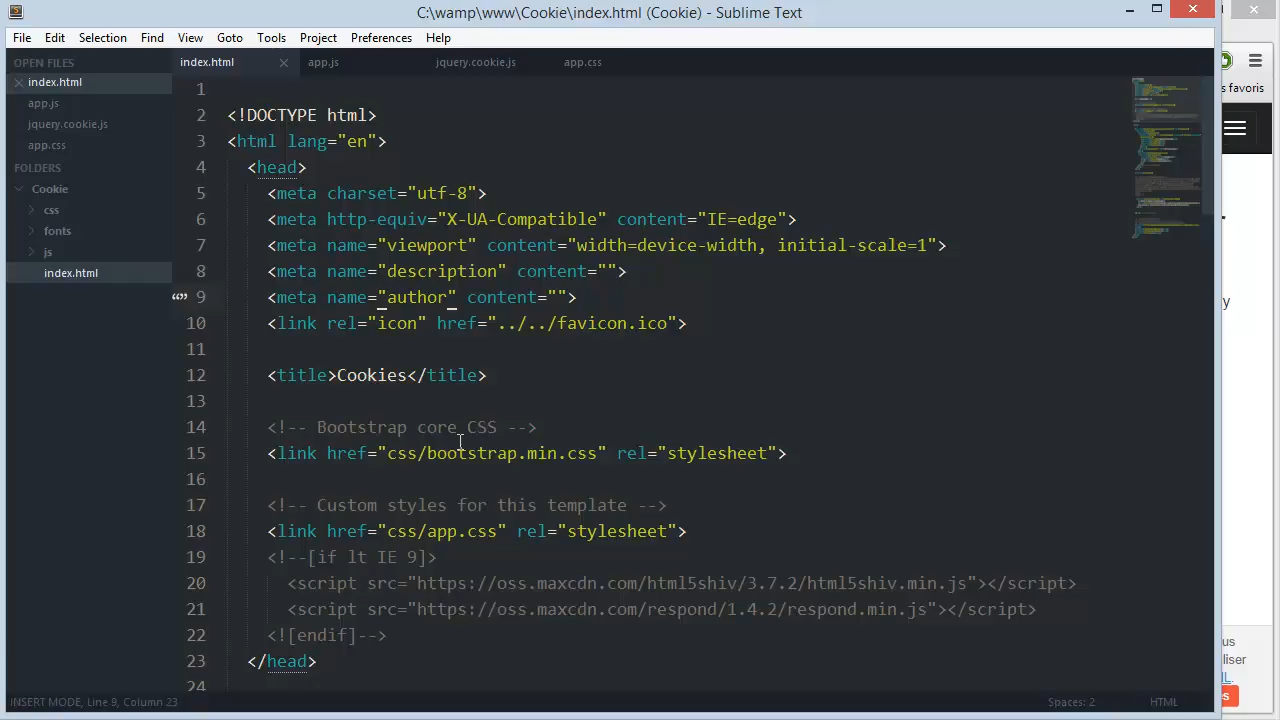 C:\wamp\www\Cookie\index.html (Cookie) - Sublime Text
File Edit Selection Find View Goto Tools Project Preferences Help
OPEN FILES
index.html
app.js
jquery.cookie.js
app.css
FOLDERS
Cookie
css
fonts
js
index.html
index.html app.js jquery.cookie.js app.css
1
2 <!DOCTYPE html>
3 <html lang="en">
4 <head>
5 <meta charset="utf-8">
6 <meta http-equiv="X-UA-Compatible" content="IE=edge">
7 <meta name="viewport" content="width=device-width, initial-scale=1">
8 <meta name="description" content="">
9 <meta name="author" content="">
10 <link rel="icon" href="../../favicon.ico">
11
12 <title>Cookies</title>
13
14 <!-- Bootstrap core CSS -->
15 <link href="css/bootstrap.min.css" rel="stylesheet">
16
17 <!-- Custom styles for this template -->
18 <link href="css/app.css" rel="stylesheet">
19 <!--[if lt IE 9]>
20 <script src="https://oss.maxcdn.com/html5shiv/3.7.2/html5shiv.min.js"></script>
21 <script src="https://oss.maxcdn.com/respond/1.4.2/respond.min.js"></script>
22 <![endif]-->
23 </head>
24
INSERT MODE, Line 9, Column 23
Spaces: 2 HTML
s favoris